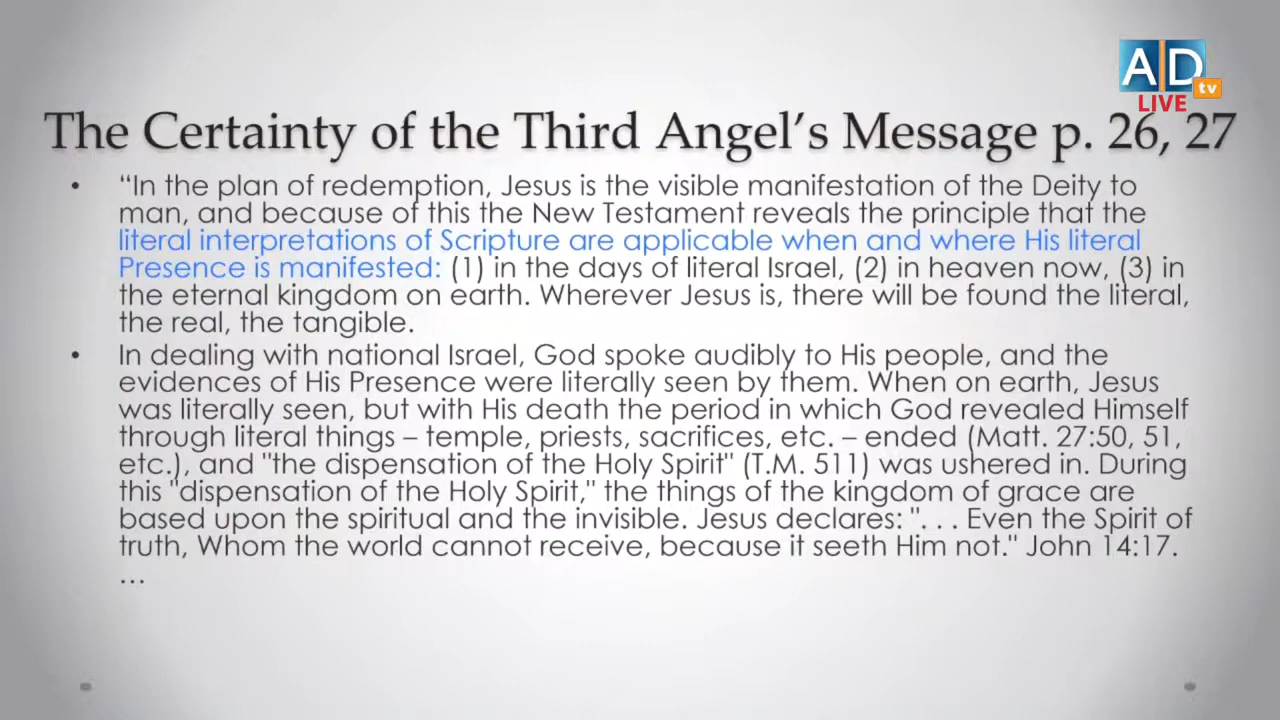 A|D
tv
LIVE
The Certainty of the Third Angel’s Message p. 26, 27
• “In the plan of redemption, Jesus is the visible manifestation of the Deity to
man, and because of this the New Testament reveals the principle that the
literal interpretations of Scripture are applicable when and where His literal
Presence is manifested: (1) in the days of literal Israel, (2) in heaven now, (3) in
the eternal kingdom on earth. Wherever Jesus is, there will be found the literal,
the real, the tangible.
• In dealing with national Israel, God spoke audibly to His people, and the
evidences of His Presence were literally seen by them. When on earth, Jesus
was literally seen, but with His death the period in which God revealed Himself
through literal things – temple, priests, sacrifices, etc. – ended (Matt. 27:50, 51,
etc.), and "the dispensation of the Holy Spirit" (T.M. 511) was ushered in. During
this "dispensation of the Holy Spirit," the things of the kingdom of grace are
based upon the spiritual and the invisible. Jesus declares: ". . . Even the Spirit of
truth, Whom the world cannot receive, because it seeth Him not." John 14:17.
…